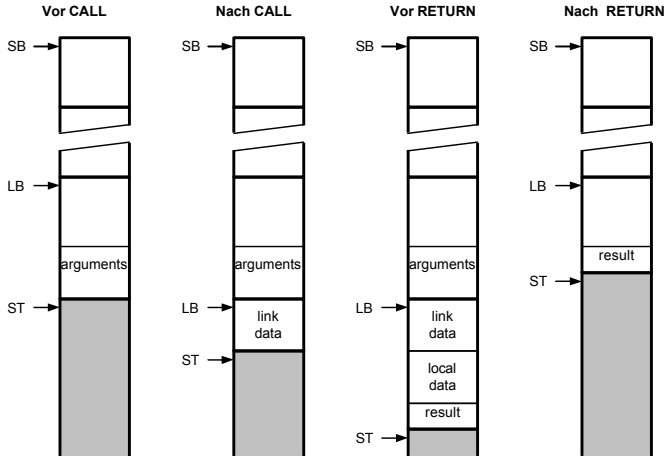 Vor CALL
SB
LB
arguments
ST
Nach CALL
SB
arguments
LB
link
data
ST
Vor RETURN
SB
arguments
LB
link
data
local
data
result
ST
Nach RETURN
SB
LB
result
ST